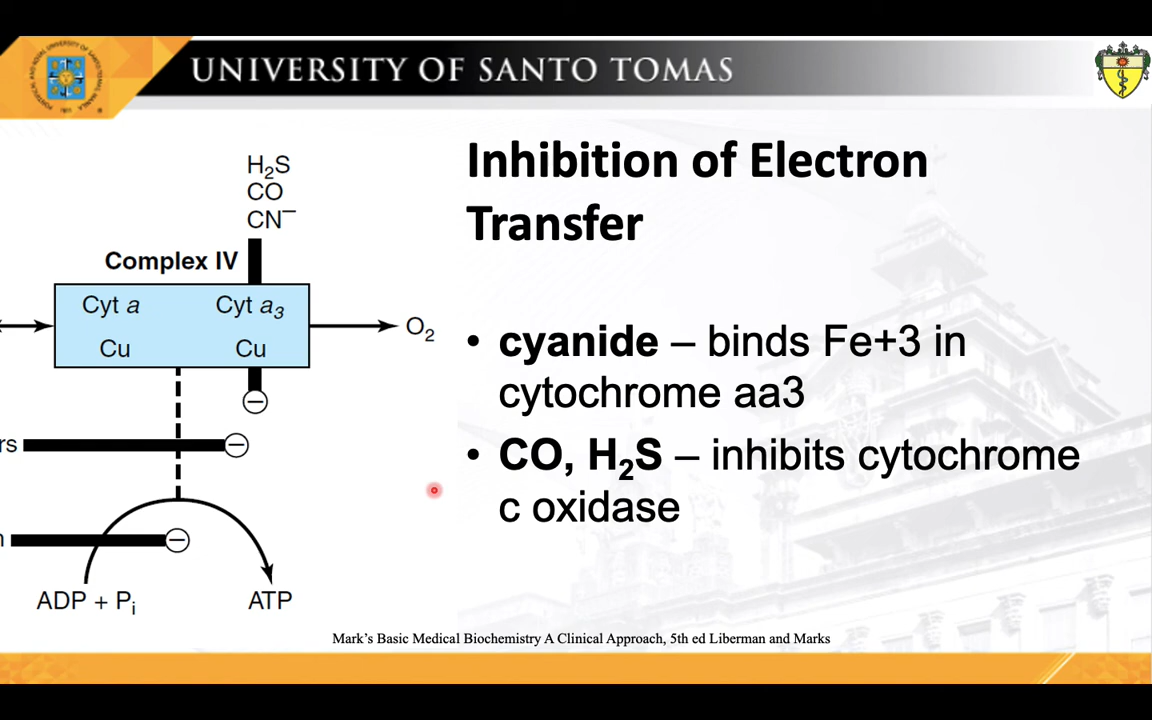 UNIVERSITY OF SANTO TOMAS
H₂S
CO
CN⁻
Complex IV
Cyt a
Cyt a₃
Cu
Cu
O₂
rs
n
ADP + Pᵢ
ATP
Inhibition of Electron
Transfer
• cyanide – binds Fe+3 in
cytochrome aa3
• CO, H₂S – inhibits cytochrome
c oxidase
Mark's Basic Medical Biochemistry A Clinical Approach, 5th ed Liberman and Marks